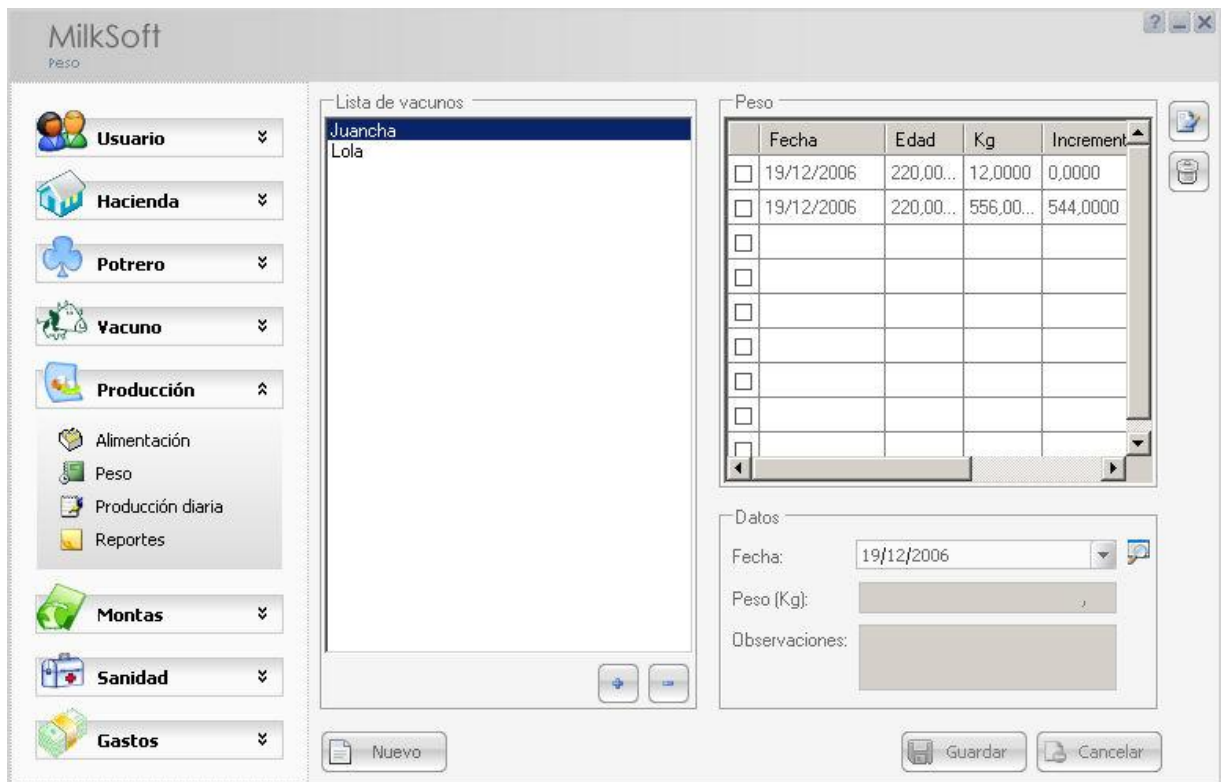 MilkSoft
Peso
Usuario
Hacienda
Potrero
Vacuno
Producción
Alimentación
Peso
Producción diaria
Reportes
Montas
Sanidad
Gastos
Lista de vacunos
Juancha
Lola
Nuevo
Peso
Fecha Edad Kg Increment
19/12/2006 220,00... 12,0000 0,0000
19/12/2006 220,00... 556,00... 544,0000
Datos
Fecha: 19/12/2006
Peso (Kg): ,
Observaciones:
Guardar Cancelar